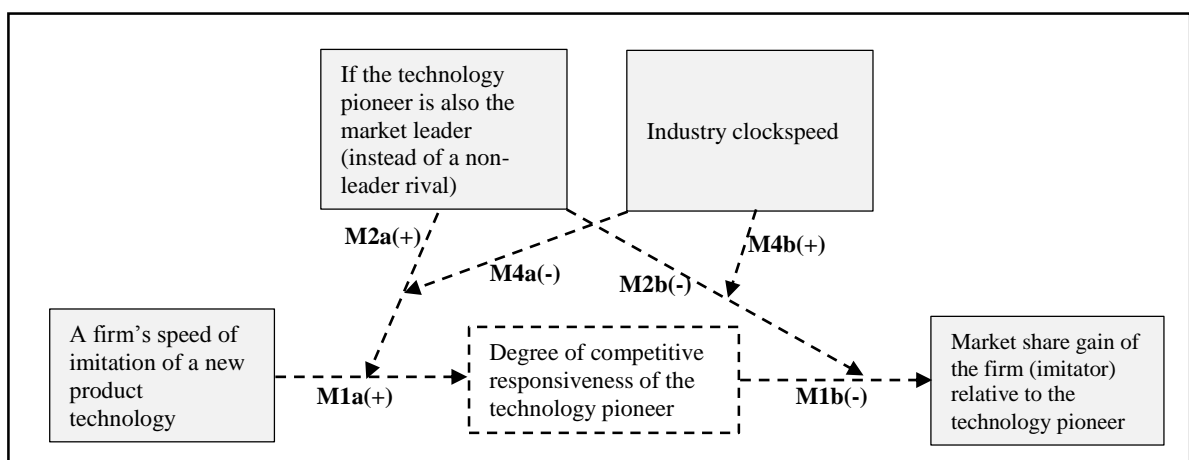 If the technology
pioneer is also the
market leader
(instead of a non-
leader rival)
Industry clockspeed
M2a(+)
M4a(-)
M2b(-)
M4b(+)
A firm’s speed of
imitation of a new
product
technology
M1a(+)
Degree of competitive
responsiveness of the
technology pioneer
M1b(-)
Market share gain of
the firm (imitator)
relative to the
technology pioneer